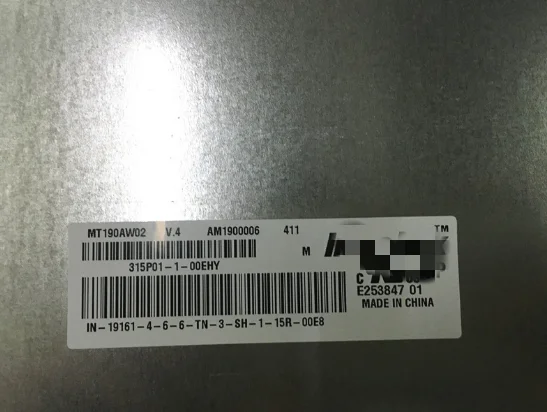 MT190AW02 V.4 AM1900006 411
315P01-1-00EHY
M
TM
C
E253847 01
MADE IN CHINA
IN-19161-4-6-6-TN-3-SH-1-15R-00E8